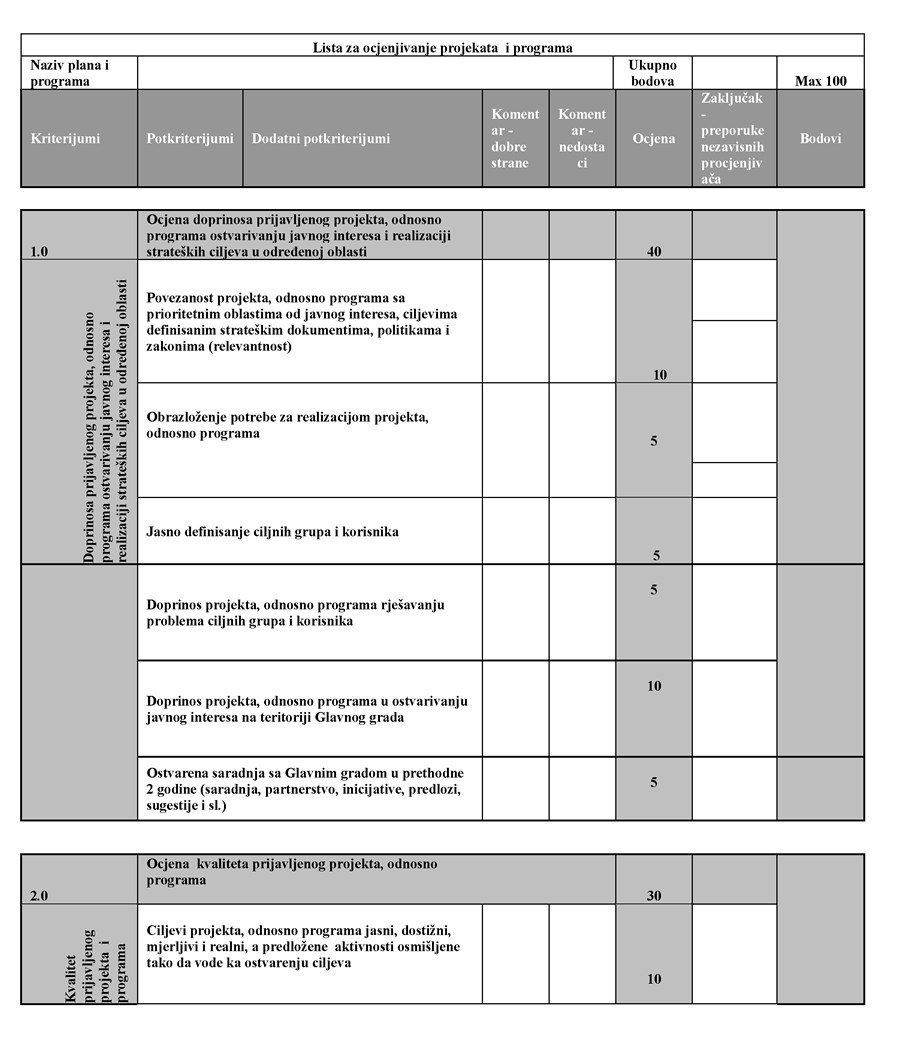 Lista za ocjenjivanje projekata i programa
Naziv plana i
programa
Ukupno
bodova
Max 100
Kriterijumi
Potkriterijumi
Dodatni potkriterijumi
Koment
ar -
dobre
strane
Koment
ar -
nedosta
ci
Ocjena
Zaključak
-
preporuke
nezavisnih
procjenjiv
ača
Bodovi
1.0
Ocjena doprinosa prijavljenog projekta, odnosno
programa ostvarivanju javnog interesa i realizaciji
strateških ciljeva u određenoj oblasti
40
Doprinosa prijavljenog projekta, odnosno
programa ostvarivanju javnog interesa i
realizaciji strateških ciljeva u određenoj oblasti
Povezanost projekta, odnosno programa sa
prioritetnim oblastima od javnog interesa, ciljevima
definisanim strateškim dokumentima, politikama i
zakonima (relevantnost)
10
Obrazloženje potrebe za realizacijom projekta,
odnosno programa
5
Jasno definisanje ciljnih grupa i korisnika
5
Doprinos projekta, odnosno programa rješavanju
problema ciljnih grupa i korisnika
5
Doprinos projekta, odnosno programa u ostvarivanju
javnog interesa na teritoriji Glavnog grada
10
Ostvarena saradnja sa Glavnim gradom u prethodne
2 godine (saradnja, partnerstvo, inicijative, predlozi,
sugestije i sl.)
5
2.0
Ocjena kvaliteta prijavljenog projekta, odnosno
programa
30
Kvalitet
prijavljenog
projekta i
programa
Ciljevi projekta, odnosno programa jasni, dostižni,
mjerljivi i realni, a predložene aktivnosti osmišljene
tako da vode ka ostvarenju ciljeva
10